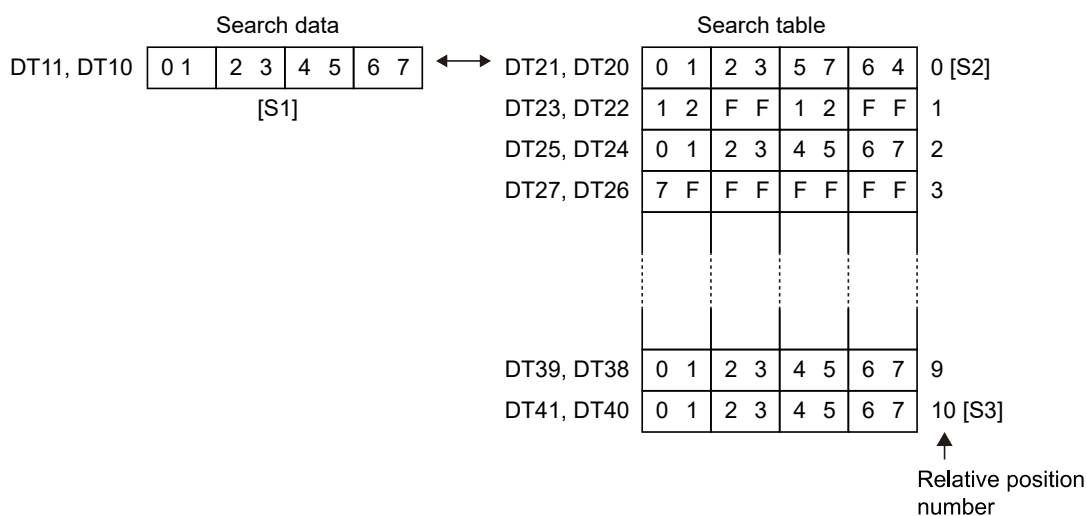 Search data Search table
DT11, DT10 0 1 2 3 4 5 6 7 DT21, DT20 0 1 2 3 5 7 6 4 0 [S2]
[S1] DT23, DT22 1 2 F F 1 2 F F 1
DT25, DT24 0 1 2 3 4 5 6 7 2
DT27, DT26 7 F F F F F F F 3
DT39, DT38 0 1 2 3 4 5 6 7 9
DT41, DT40 0 1 2 3 4 5 6 7 10 [S3]
Relative position
number